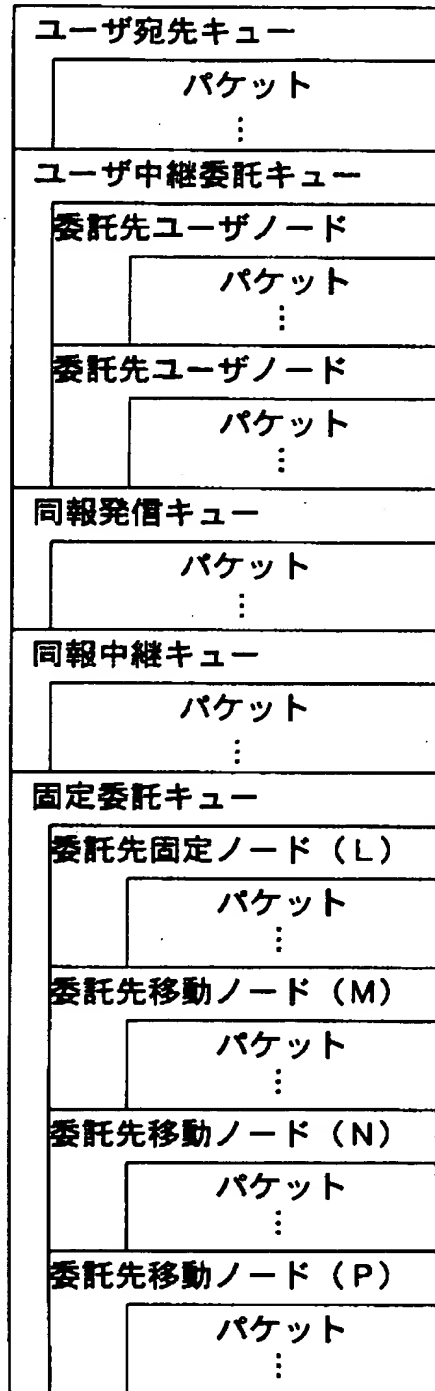 ユーザ宛先キュー
パケット
⋮
ユーザ中継委託キュー
委託先ユーザノード
パケット
⋮
委託先ユーザノード
パケット
⋮
同報発信キュー
パケット
⋮
同報中継キュー
パケット
⋮
固定委託キュー
委託先固定ノード（L）
パケット
⋮
委託先移動ノード（M）
パケット
⋮
委託先移動ノード（N）
パケット
⋮
委託先移動ノード（P）
パケット
⋮